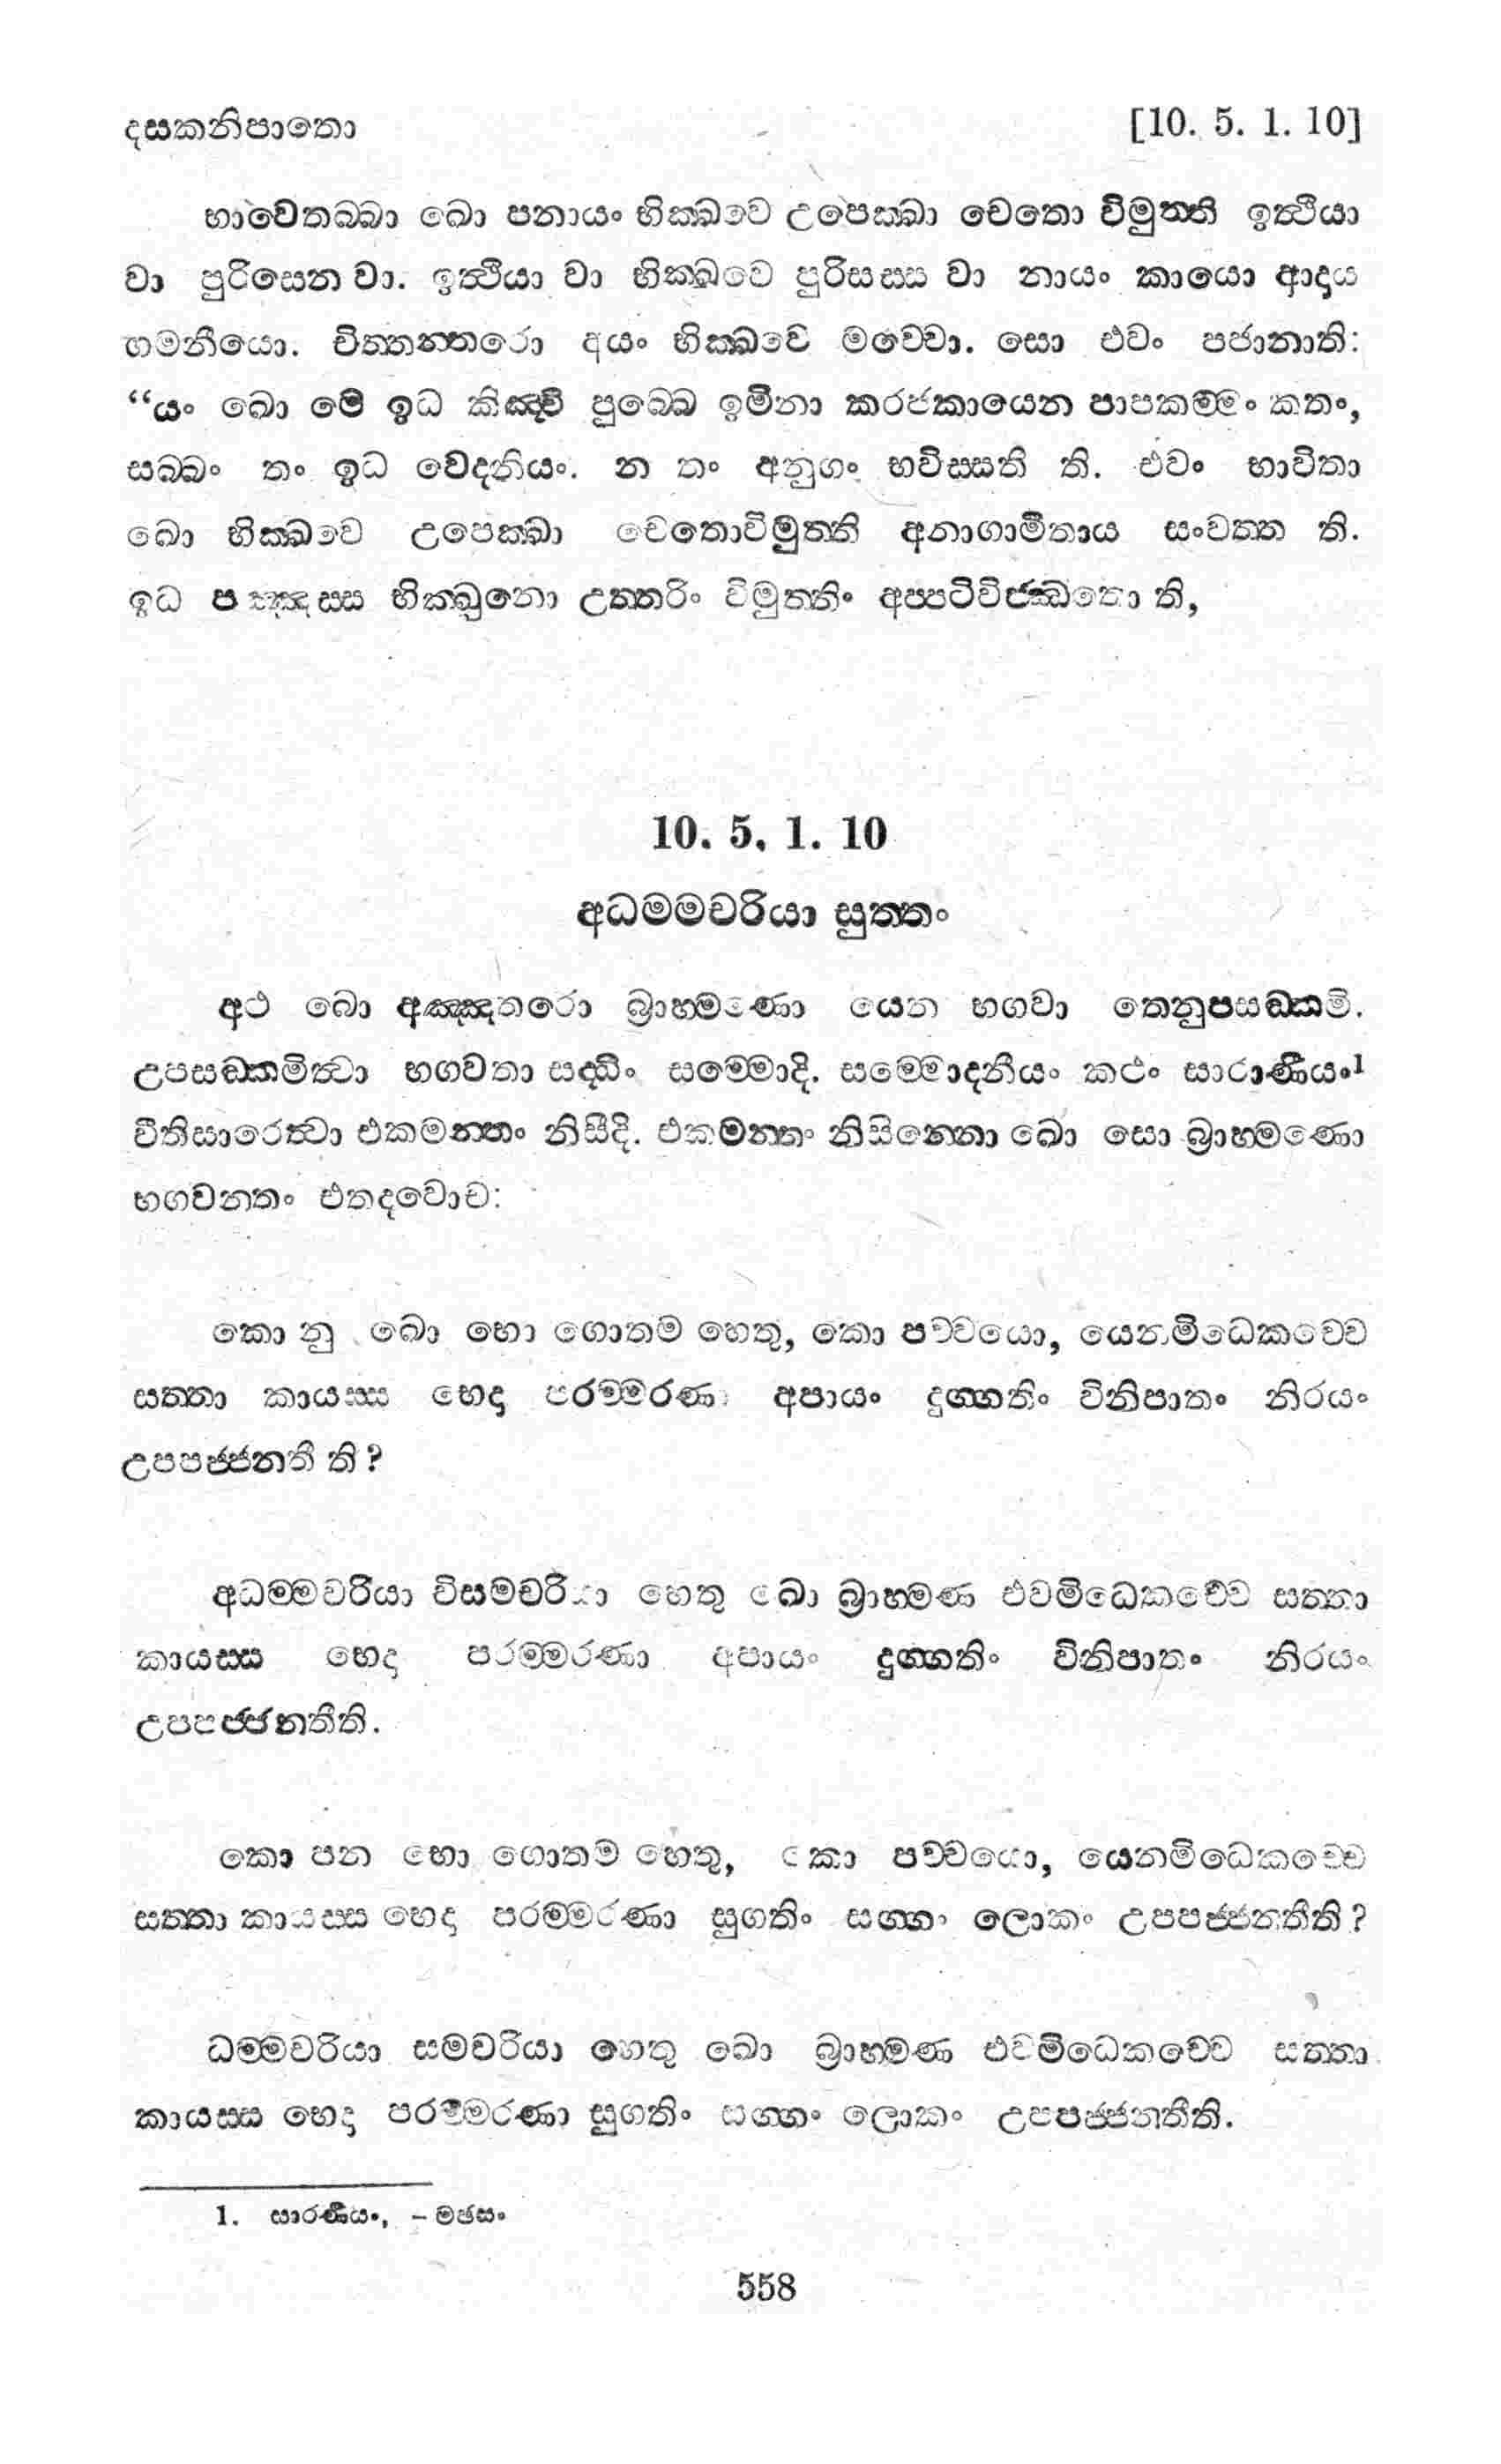 දසකනිපාතො [10. 5. 1. 10]
භාවෙතබ්බා ඛො පනායං භික්ඛවෙ උපෙක්ඛා චෙතො විමුත්ති ඉත්ථියා
වා පුරිසෙන වා. ඉත්ථියා වා භික්ඛවෙ පුරිසස්ස වා නායං කායො ආදාය
ගමනීයො. චිත්තන්තරො අයං භික්ඛවෙ මච්චො. සො එවං පජානාති:
“යං ඛො මෙ ඉධ කිඤ්චි පුබ්බෙ ඉමිනා කරජකායෙන පාපකම්මං කතං,
සබ්බං තං ඉධ වෙදනියං. න තං අනුගං භවිස්සති ති. එවං භාවිතා
ඛො භික්ඛවෙ උපෙක්ඛා චෙතොවිමුත්ති අනාගාමිතාය සංවත්ත ති.
ඉධ පඤ්ඤස්ස භික්ඛුනො උත්තරිං විමුත්තිං අප්පටිවිජ්ඣතො ති,
10. 5. 1. 10
අධම්මචරියා සුත්තං
අථ ඛො අඤ්ඤතරො බ්‍රාහ්මණො යෙන භගවා තෙනුපසඞ්කමි.
උපසඞ්කමිත්වා භගවතා සද්ධිං සම්මොදි. සම්මොදනීයං කථං සාරාණීයං¹
වීතිසාරෙත්වා එකමන්තං නිසීදි. එකමන්තං නිසින්නො ඛො සො බ්‍රාහ්මණො
භගවන්තං එතදවොච:
කො නු ඛො භො ගොතම හෙතු, කො පච්චයො, යෙනමිධෙකච්චෙ
සත්තා කායස්ස භෙදා පරම්මරණා අපායං දුග්ගතිං විනිපාතං නිරයං
උපපජ්ජන්තී ති?
අධම්මචරියා විසමචරියා හෙතු ඛො බ්‍රාහ්මණ එවමිධෙකච්චෙ සත්තා
කායස්ස භෙදා පරම්මරණා අපායං දුග්ගතිං විනිපාතං නිරයං
උපපජ්ජන්තීති.
කො පන භො ගොතම හෙතු, කො පච්චයො, යෙනමිධෙකච්චෙ
සත්තා කායස්ස භෙදා පරම්මරණා සුගතිං සග්ගං ලොකං උපපජ්ජන්තීති?
ධම්මචරියා සමචරියා හෙතු ඛො බ්‍රාහ්මණ එවමිධෙකච්චෙ සත්තා
කායස්ස භෙදා පරම්මරණා සුගතිං සග්ගං ලොකං උපපජ්ජන්තීති.
1. සාරණීයං, – මඡසං
558